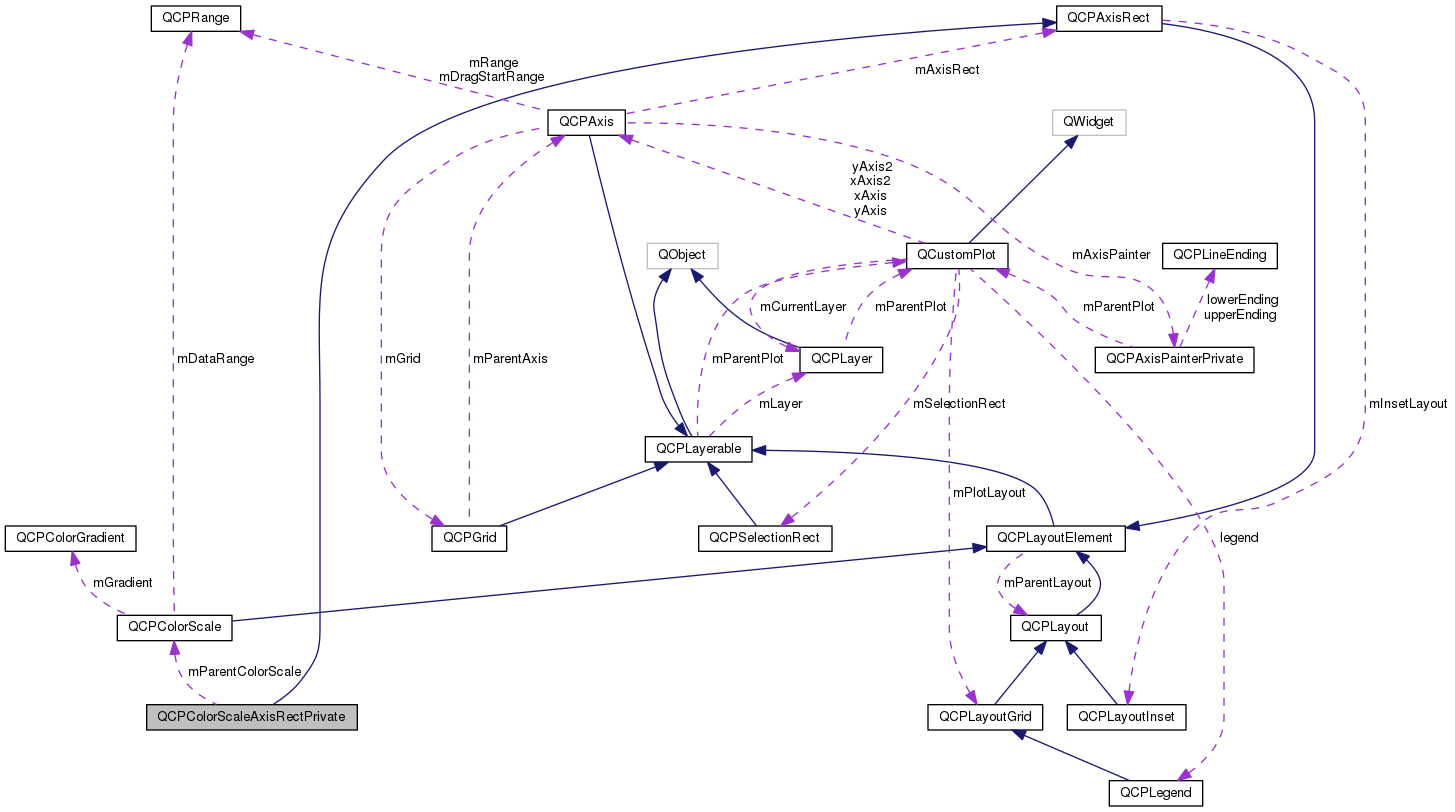 QCPRange
QCPAxisRect
mRange
mDragStartRange
mAxisRect
QCPAxis
QWidget
yAxis2
xAxis2
xAxis
yAxis
QObject
QCustomPlot
mAxisPainter
QCPLineEnding
mCurrentLayer
mParentPlot
mParentPlot
lowerEnding
upperEnding
mDataRange
mGrid
mParentAxis
mParentPlot
QCPLayer
QCPAxisPainterPrivate
mLayer
mSelectionRect
mInsetLayout
QCPLayerable
mPlotLayout
QCPColorGradient
QCPGrid
QCPSelectionRect
QCPLayoutElement
legend
mGradient
mParentLayout
QCPColorScale
QCPLayout
mParentColorScale
QCPColorScaleAxisRectPrivate
QCPLayoutGrid
QCPLayoutInset
QCPLegend